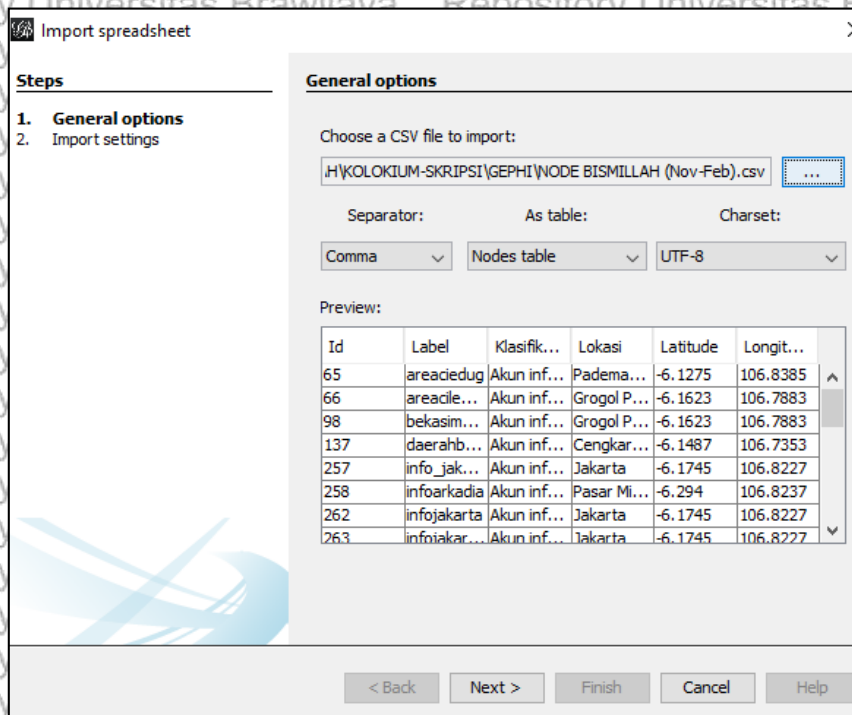 Universitas Brawijaya Repository Universitas
Import spreadsheet
Steps
1. General options
2. Import settings
General options
Choose a CSV file to import:
.H\KOLOKIUM-SKRIPSI\GEPHI\NODE BISMILLAH (Nov-Feb).csv ...
Separator: As table: Charset:
Comma Nodes table UTF-8
Preview:
Id Label Klasifik... Lokasi Latitude Longit...
65 areaciedug Akun inf... Padema... -6.1275 106.8385
66 areacile... Akun inf... Grogol P... -6.1623 106.7883
98 bekasim... Akun inf... Grogol P... -6.1623 106.7883
137 daerahb... Akun inf... Cengkar... -6.1487 106.7353
257 info_jak... Akun inf... Jakarta -6.1745 106.8227
258 infoarkadia Akun inf... Pasar Mi... -6.294 106.8237
262 infojakarta Akun inf... Jakarta -6.1745 106.8227
263 infojakar... Akun inf... Jakarta -6.1745 106.8227
< Back Next > Finish Cancel Help